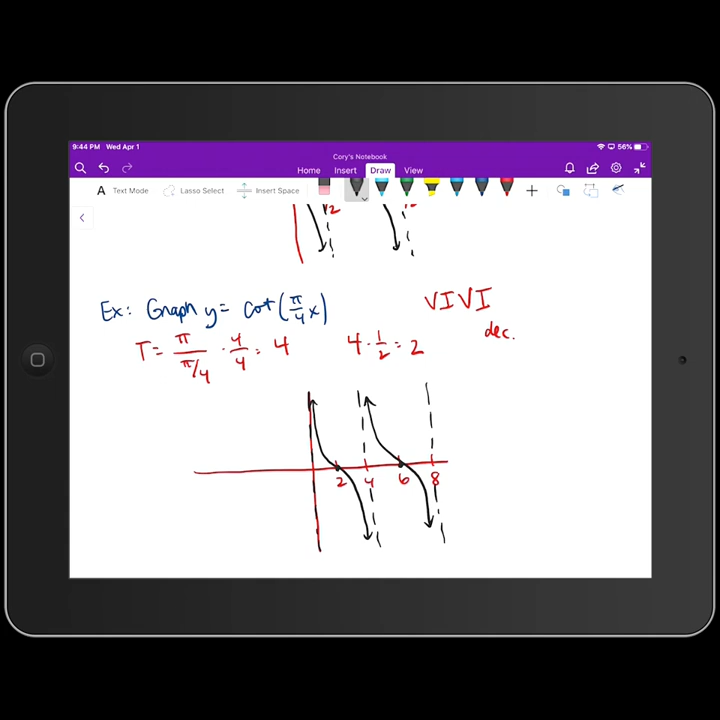 9:44 PM Wed Apr 1
56%
Cory's Notebook
Home Insert Draw View
A Text Mode Lasso Select Insert Space
2
Ex: Graph y = cot(π/4 x)
VIVI
dec.
T = π/(π/4) · 4/4 = 4
4 · 1/2 = 2
2 4 6 8